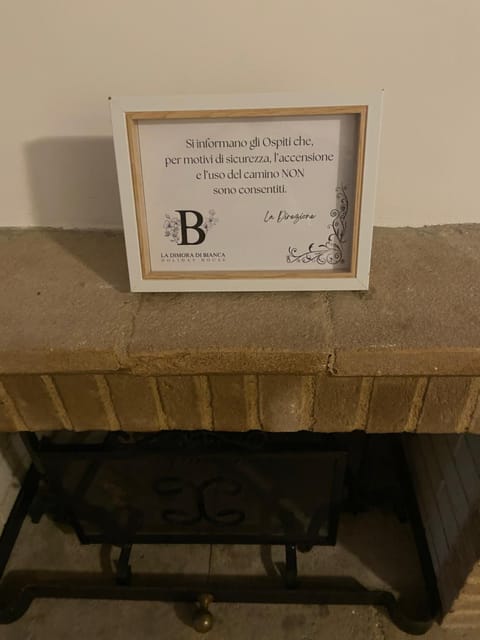 Si informano gli Ospiti che,
per motivi di sicurezza, l'accensione
e l'uso del camino NON
sono consentiti.
La Direzione
B
LA DIMORA DI BIANCA
HOLIDAY HOUSE